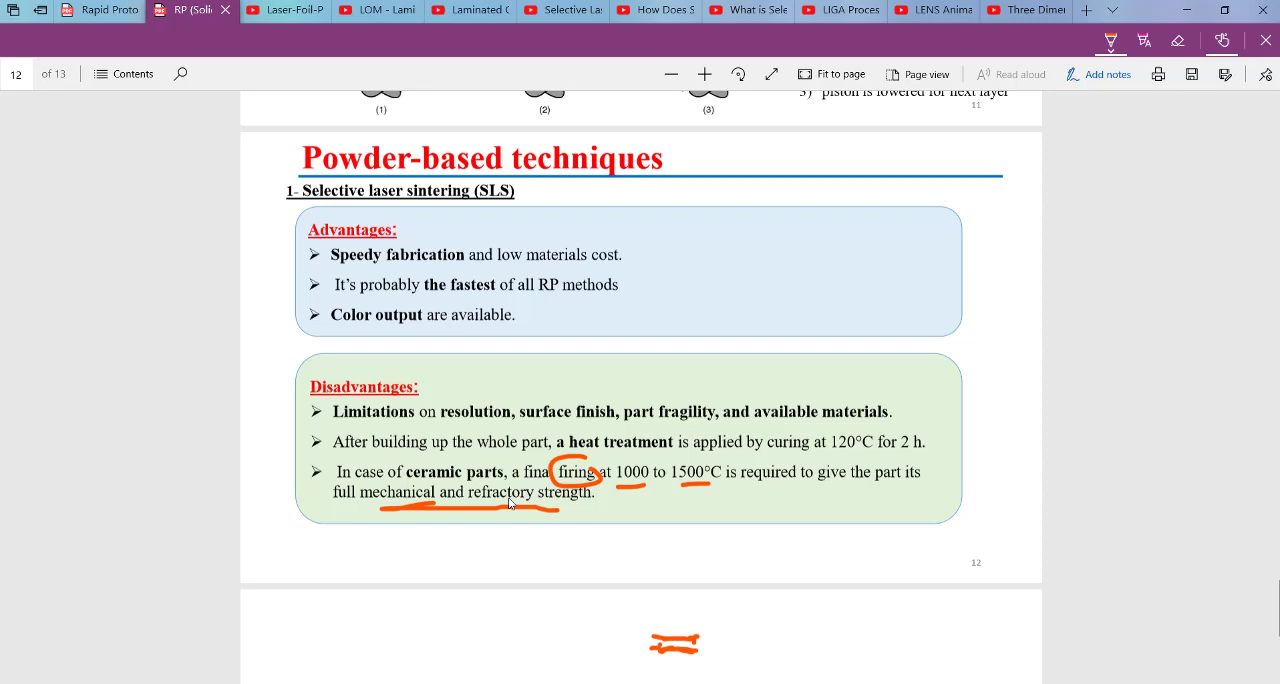 Rapid Proto
RP (Soli
Laser-Foil-P
LOM - Lami
Laminated
Selective La
How Does S
What is Sele
LIGA Proces
LENS Anima
Three Dimer
12 of 13
Contents
Fit to page
Page view
Read aloud
Add notes
3) piston is lowered for next layer
(1) (2) (3)
11
Powder-based techniques
1- Selective laser sintering (SLS)
Advantages:
➢ Speedy fabrication and low materials cost.
➢ It’s probably the fastest of all RP methods
➢ Color output are available.
Disadvantages:
➢ Limitations on resolution, surface finish, part fragility, and available materials.
➢ After building up the whole part, a heat treatment is applied by curing at 120°C for 2 h.
➢ In case of ceramic parts, a final firing at 1000 to 1500°C is required to give the part its
full mechanical and refractory strength.
12